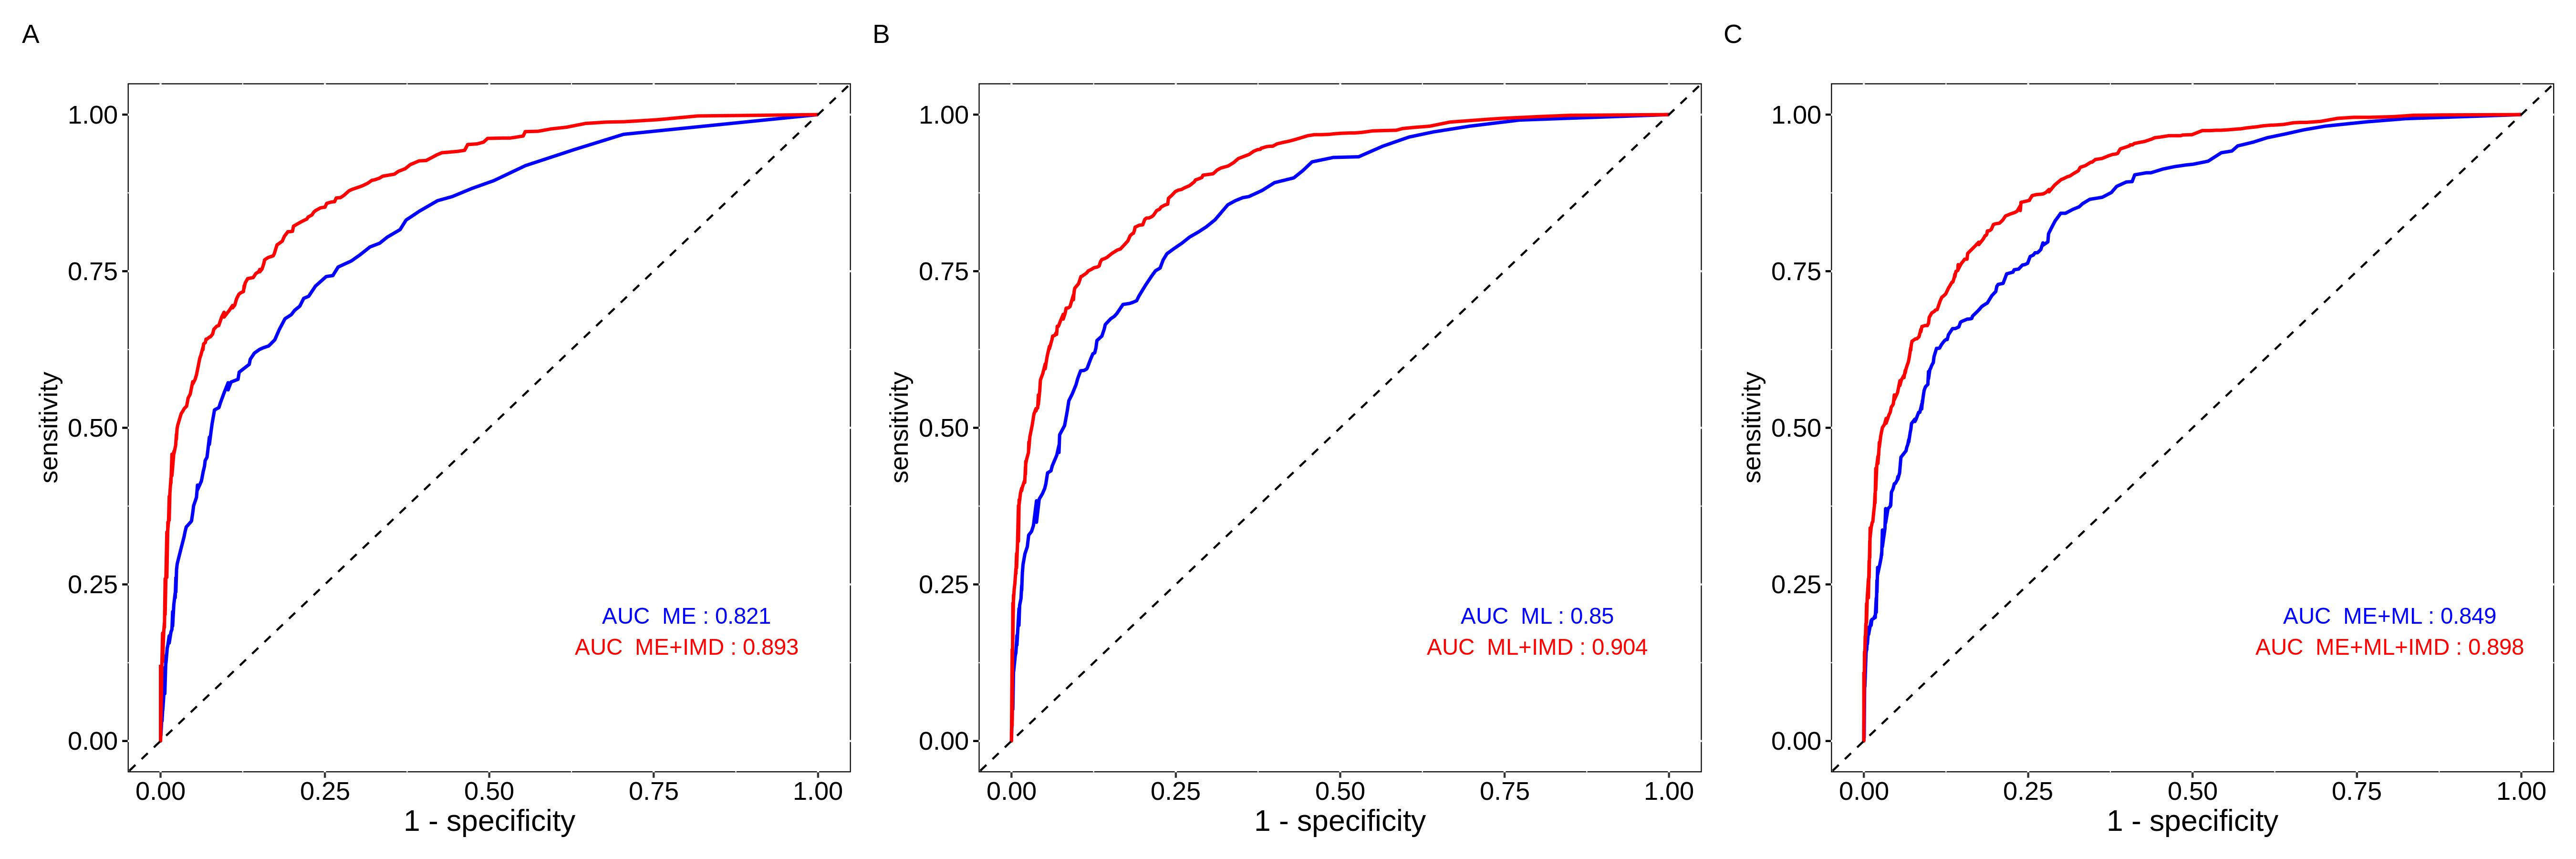 A
1.00
0.75
0.50
0.25
0.00
sensitivity
0.00 0.25 0.50 0.75 1.00
1 - specificity
AUC ME : 0.821
AUC ME+IMD : 0.893
B
1.00
0.75
0.50
0.25
0.00
sensitivity
0.00 0.25 0.50 0.75 1.00
1 - specificity
AUC ML : 0.85
AUC ML+IMD : 0.904
C
1.00
0.75
0.50
0.25
0.00
sensitivity
0.00 0.25 0.50 0.75 1.00
1 - specificity
AUC ME+ML : 0.849
AUC ME+ML+IMD : 0.898